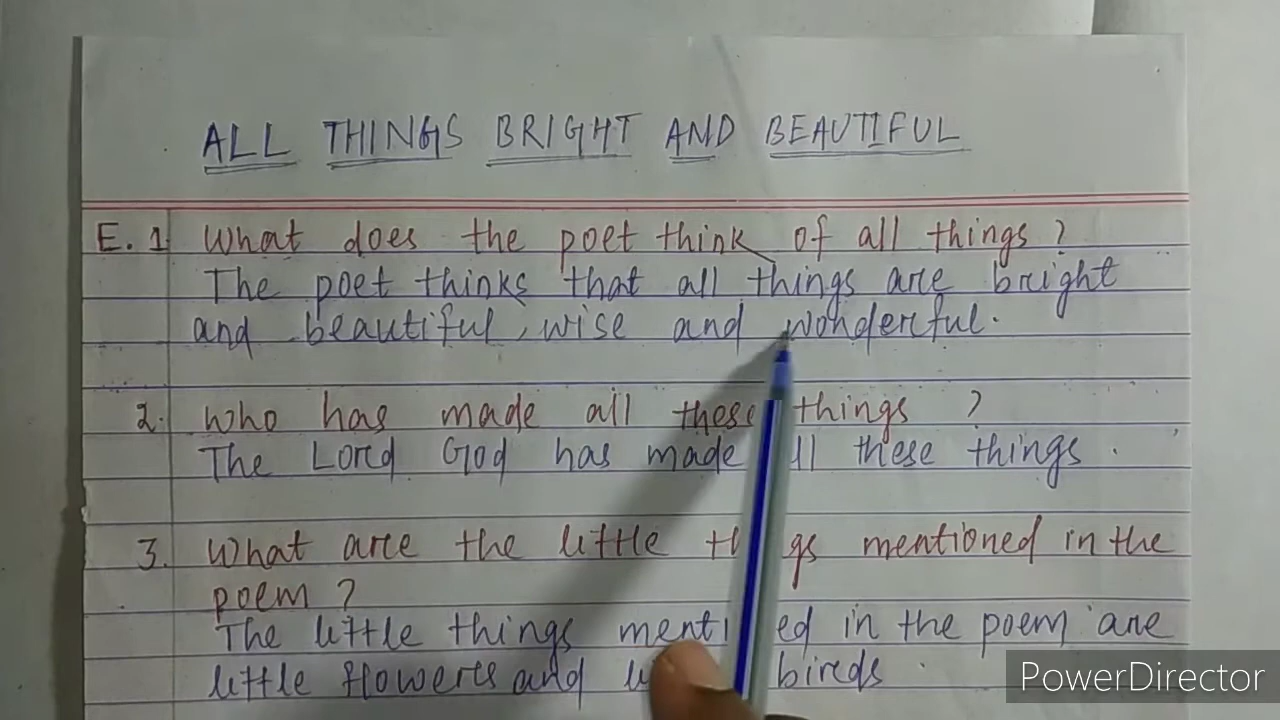 ALL THINGS BRIGHT AND BEAUTIFUL
E. 1 What does the poet think of all things ?
The poet thinks that all things are bright
and beautiful, wise and wonderful.
2. Who has made all these things ?
The Lord God has made all these things .
3. What are the little things mentioned in the
poem ?
The little things mentioned in the poem are
little flowers and birds .
PowerDirector